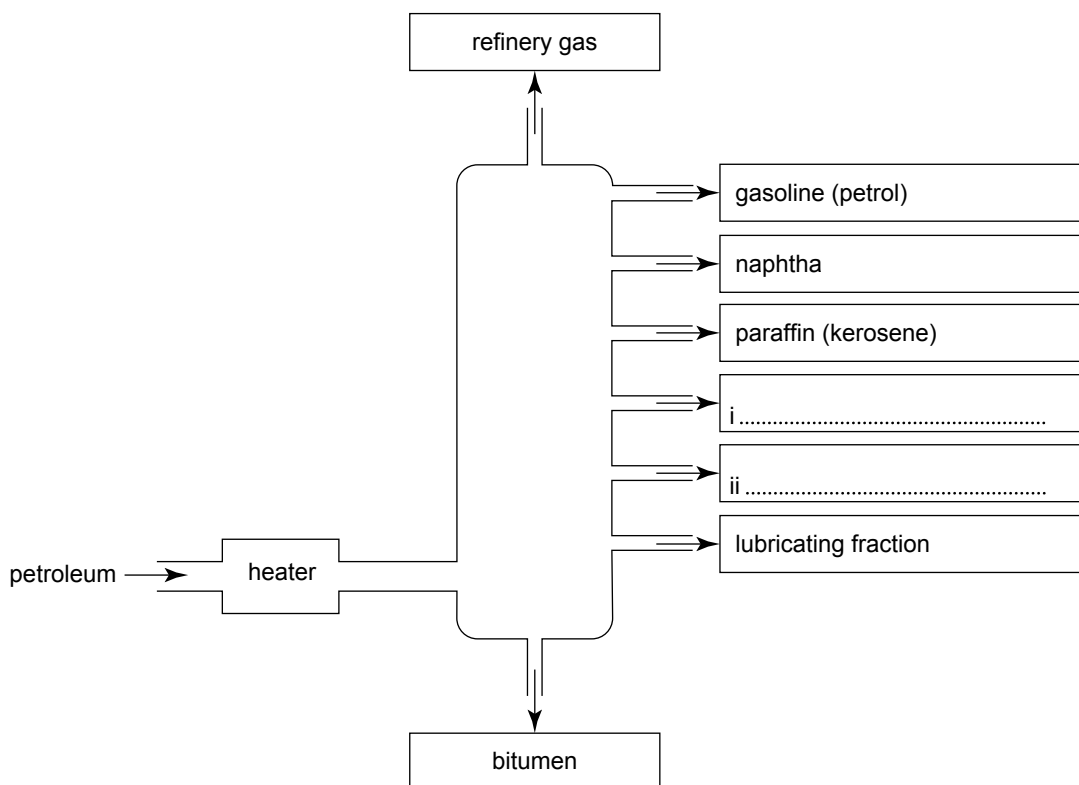 refinery gas
gasoline (petrol)
naphtha
paraffin (kerosene)
i ....................................................
ii ...................................................
lubricating fraction
petroleum
heater
bitumen